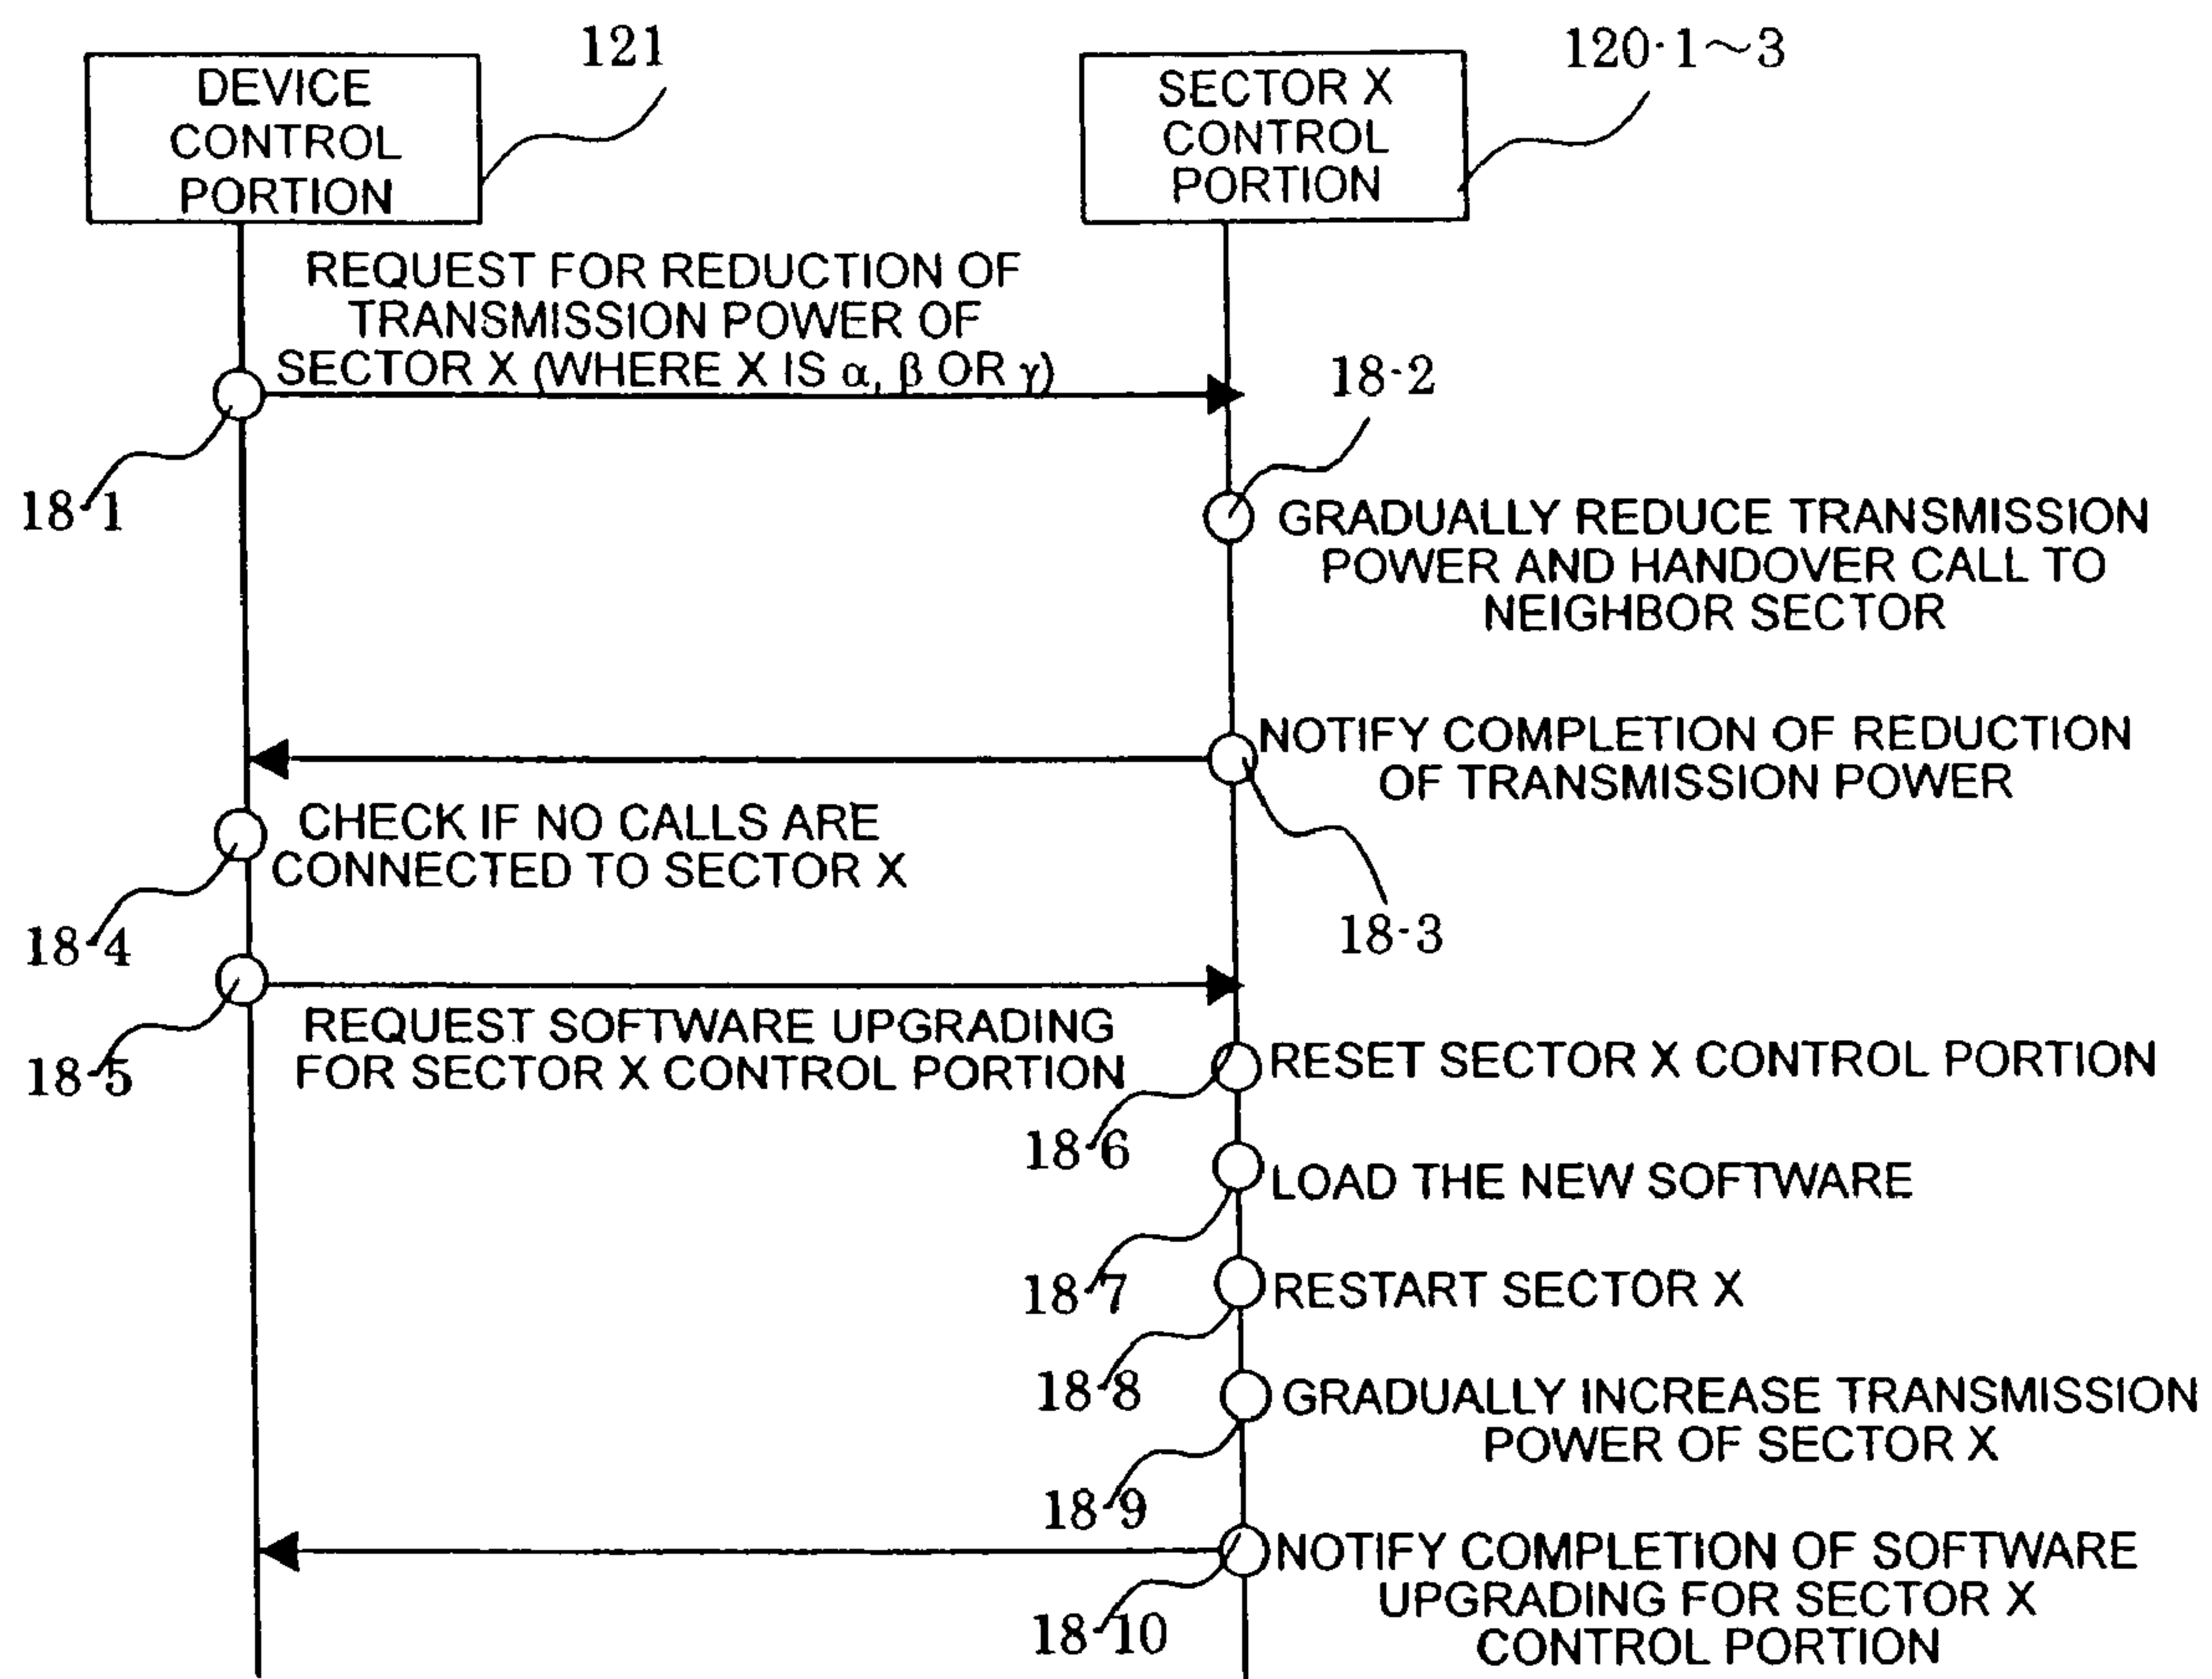 DEVICE
CONTROL
PORTION
121
SECTOR X
CONTROL
PORTION
120-1~3
REQUEST FOR REDUCTION OF
TRANSMISSION POWER OF
SECTOR X (WHERE X IS α, β OR γ)
18-1
18-2
GRADUALLY REDUCE TRANSMISSION
POWER AND HANDOVER CALL TO
NEIGHBOR SECTOR
NOTIFY COMPLETION OF REDUCTION
OF TRANSMISSION POWER
18-3
CHECK IF NO CALLS ARE
CONNECTED TO SECTOR X
18-4
REQUEST SOFTWARE UPGRADING
FOR SECTOR X CONTROL PORTION
18-5
RESET SECTOR X CONTROL PORTION
18-6
LOAD THE NEW SOFTWARE
18-7
RESTART SECTOR X
18-8
GRADUALLY INCREASE TRANSMISSION
POWER OF SECTOR X
18-9
NOTIFY COMPLETION OF SOFTWARE
UPGRADING FOR SECTOR X
CONTROL PORTION
18-10